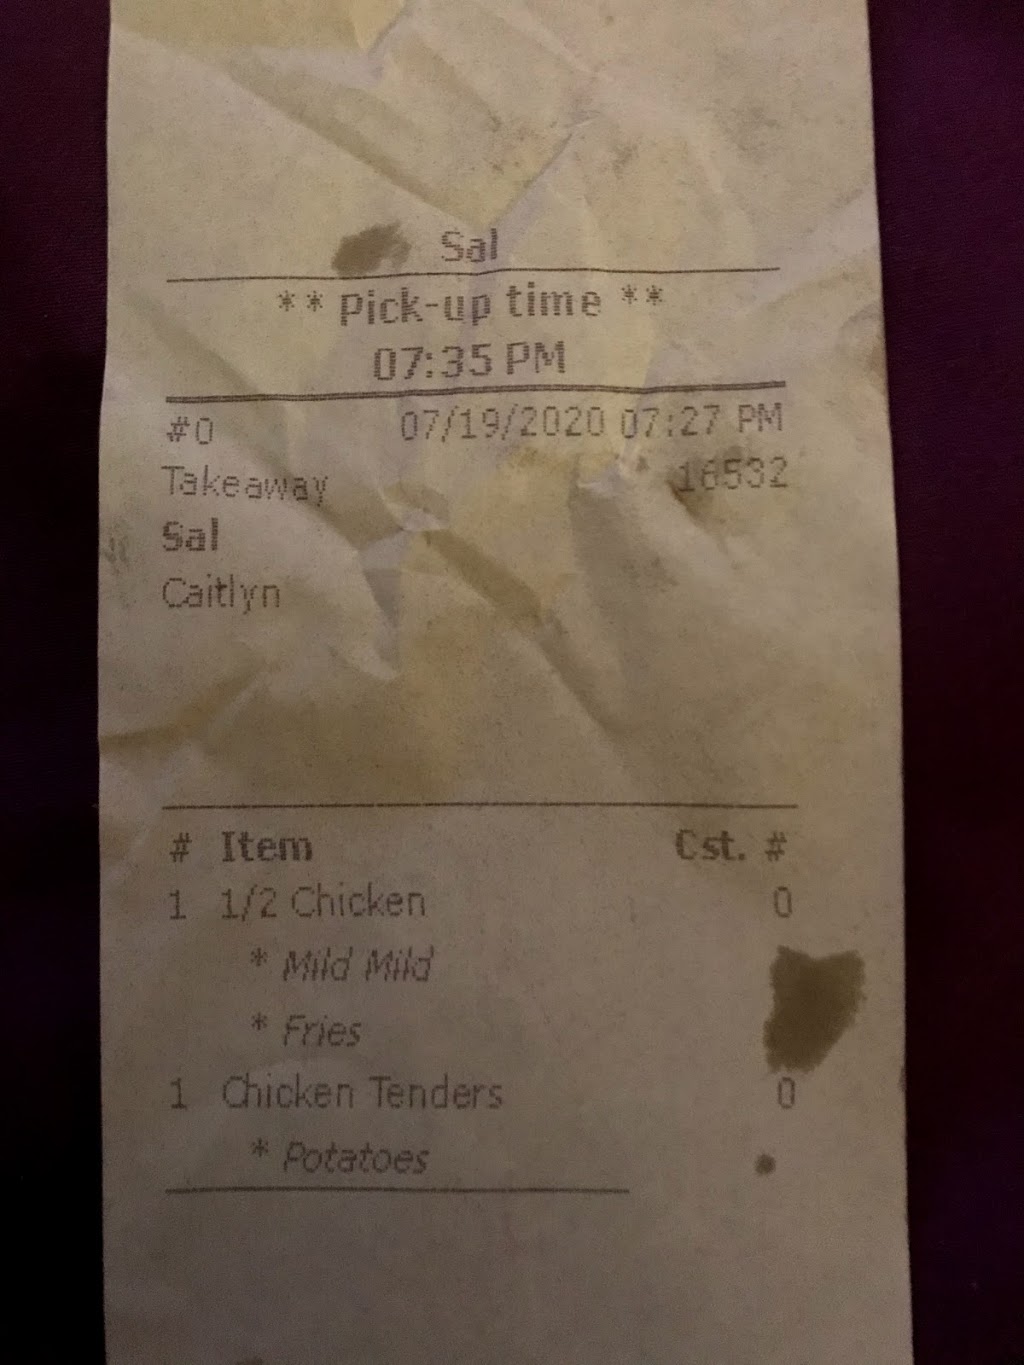 Sal
** Pick-up time **
07:35 PM
#0 07/19/2020 07:27 PM
Takeaway 16532
Sal
Caitlyn
# Item Cst. #
1 1/2 Chicken 0
* Mild Mild
* Fries
1 Chicken Tenders 0
* Potatoes